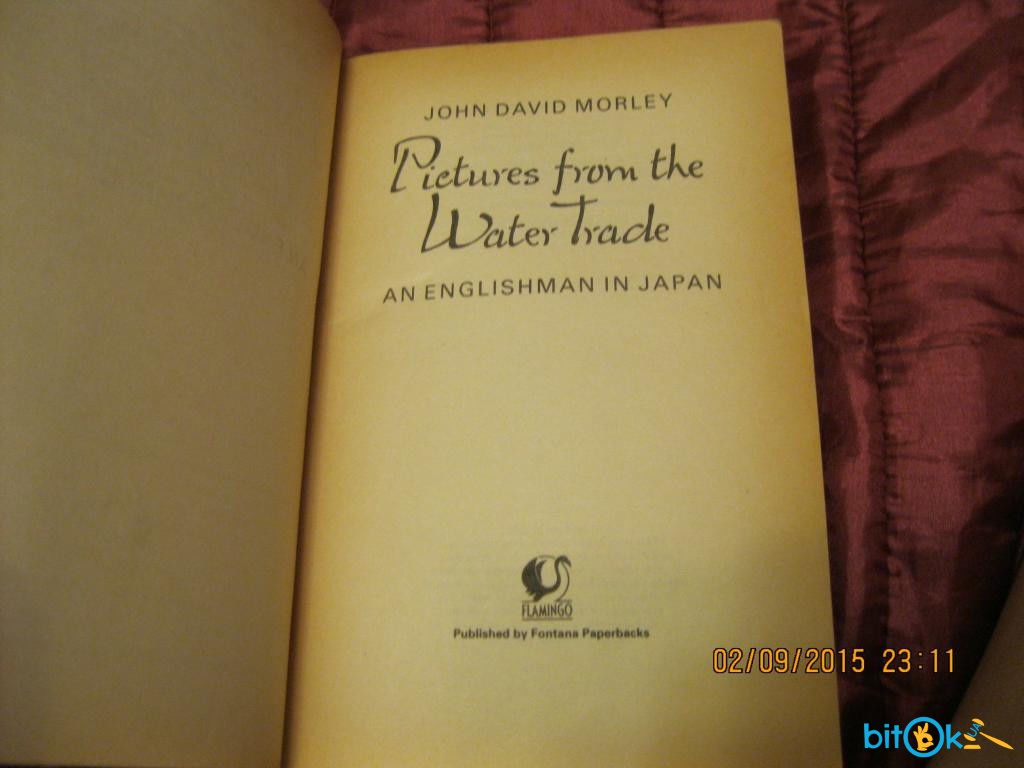 JOHN DAVID MORLEY
Pictures from the
Water Trade
AN ENGLISHMAN IN JAPAN
FLAMINGO
Published by Fontana Paperbacks
02/09/2015 23:11
bitOk UA